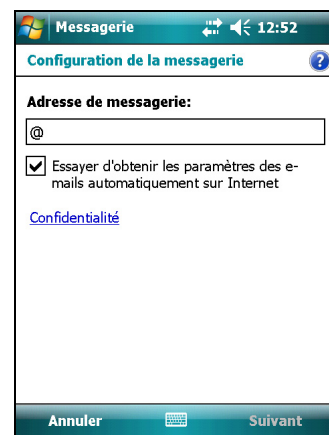 Messagerie 12:52
Configuration de la messagerie ?
Adresse de messagerie:
@
Essayer d'obtenir les paramètres des e-
mails automatiquement sur Internet
Confidentialité
Annuler Suivant